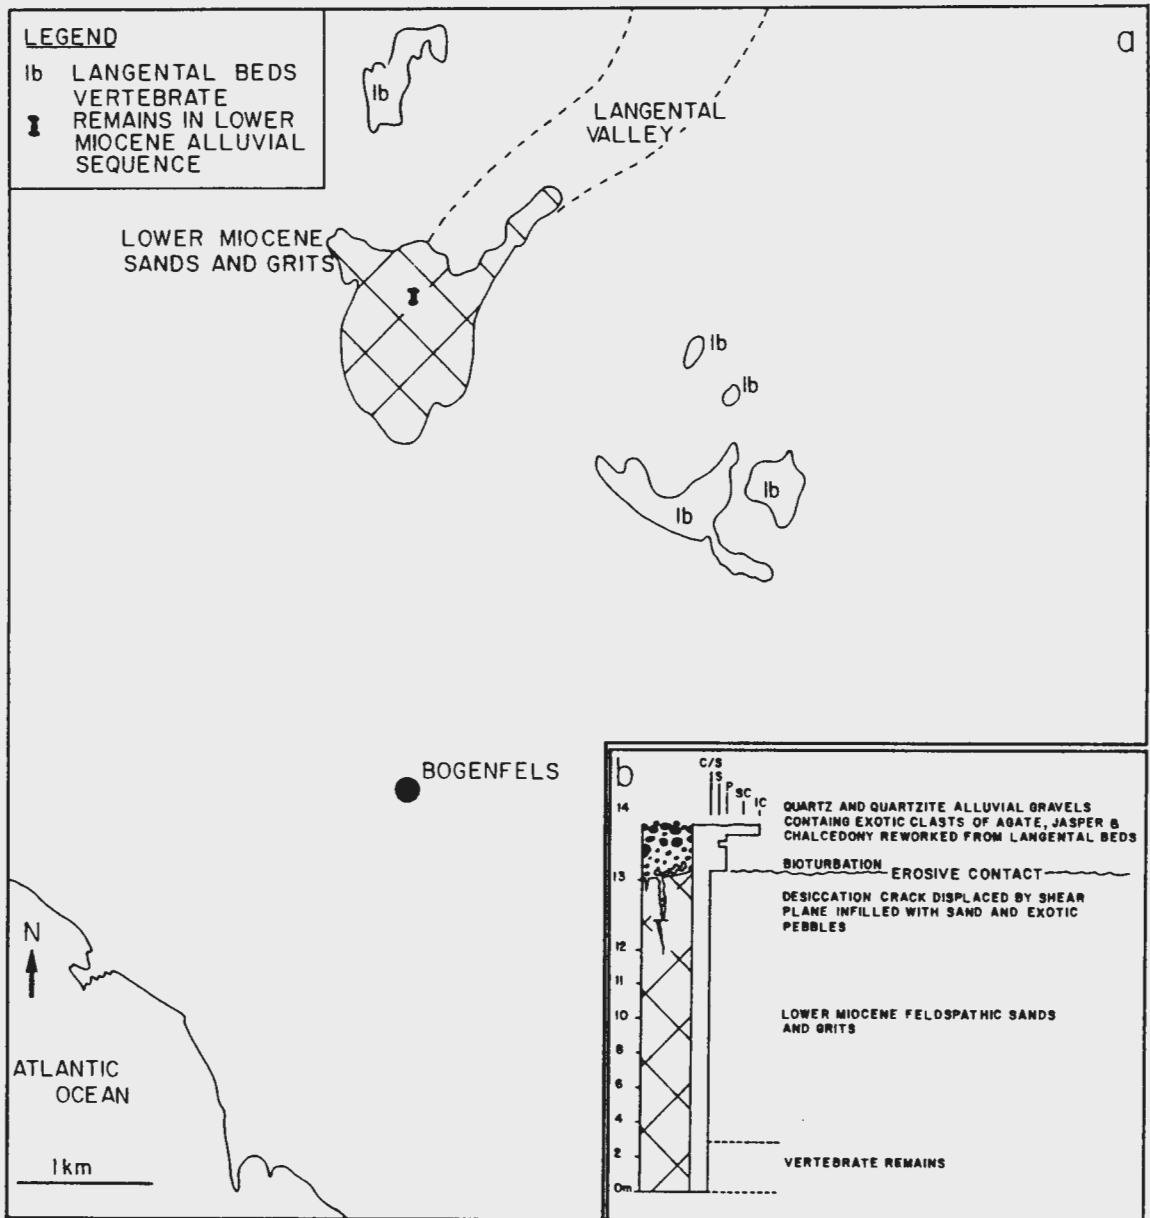 LEGEND
lb LANGENTAL BEDS
VERTEBRATE
REMAINS IN LOWER
MIOCENE ALLUVIAL
SEQUENCE
a
lb
LANGENTAL
VALLEY
LOWER MIOCENE
SANDS AND GRITS
lb
lb
lb
lb
BOGENFELS
N
ATLANTIC
OCEAN
1km
b
C/S
S
P
SC
IC
14
13
12
11
10
8
6
4
2
0m
QUARTZ AND QUARTZITE ALLUVIAL GRAVELS
CONTAING EXOTIC CLASTS OF AGATE, JASPER &
CHALCEDONY REWORKED FROM LANGENTAL BEDS
BIOTURBATION
EROSIVE CONTACT
DESICCATION CRACK DISPLACED BY SHEAR
PLANE INFILLED WITH SAND AND EXOTIC
PEBBLES
LOWER MIOCENE FELDSPATHIC SANDS
AND GRITS
VERTEBRATE REMAINS